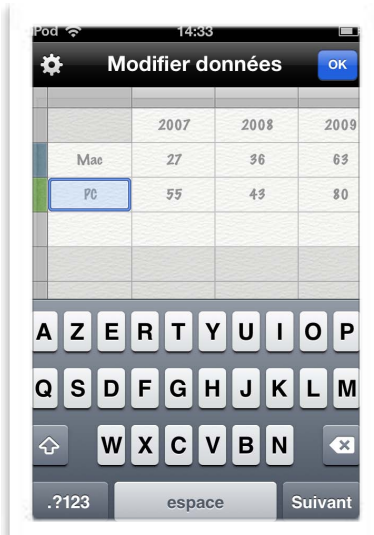 iPod 14:33
Modifier données OK
2007 2008 2009
Mac 27 36 63
PC 55 43 80
A Z E R T Y U I O P
Q S D F G H J K L M
W X C V B N
.?123 espace Suivant